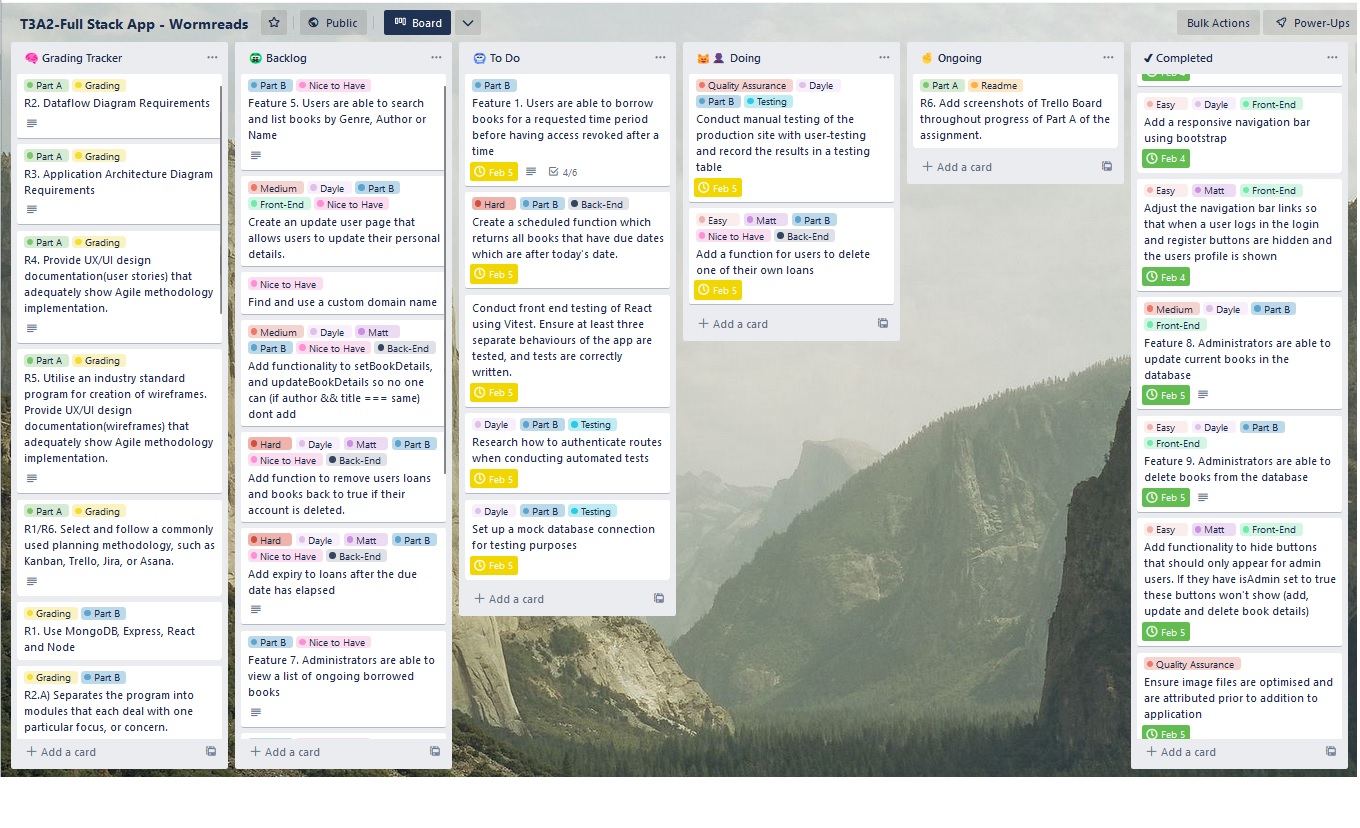 T3A2-Full Stack App - Wormreads
Public
Board
Bulk Actions
Power-Ups
Grading Tracker
Part A Grading
R2. Dataflow Diagram Requirements
Part A Grading
R3. Application Architecture Diagram
Requirements
Part A Grading
R4. Provide UX/UI design
documentation(user stories) that
adequately show Agile methodology
implementation.
Part A Grading
R5. Utilise an industry standard
program for creation of wireframes.
Provide UX/UI design
documentation(wireframes) that
adequately show Agile methodology
implementation.
Part A Grading
R1/R6. Select and follow a commonly
used planning methodology, such as
Kanban, Trello, Jira, or Asana.
Grading Part B
R1. Use MongoDB, Express, React
and Node
Grading Part B
R2.A) Separates the program into
modules that each deal with one
particular focus, or concern.
+ Add a card
Backlog
Part B Nice to Have
Feature 5. Users are able to search
and list books by Genre, Author or
Name
Medium Dayle Part B
Front-End Nice to Have
Create an update user page that
allows users to update their personal
details.
Nice to Have
Find and use a custom domain name
Medium Dayle Matt
Part B Nice to Have Back-End
Add functionality to setBookDetails,
and updateBookDetails so no one
can (if author && title === same)
dont add
Hard Dayle Matt Part B
Nice to Have Back-End
Add function to remove users loans
and books back to true if their
account is deleted.
Hard Dayle Matt Part B
Nice to Have Back-End
Add expiry to loans after the due
date has elapsed
Part B Nice to Have
Feature 7. Administrators are able to
view a list of ongoing borrowed
books
+ Add a card
To Do
Part B
Feature 1. Users are able to borrow
books for a requested time period
before having access revoked after a
time
Feb 5 4/6
Hard Part B Back-End
Create a scheduled function which
returns all books that have due dates
which are after today's date.
Feb 5
Conduct front end testing of React
using Vitest. Ensure at least three
separate behaviours of the app are
tested, and tests are correctly
written.
Feb 5
Dayle Part B Testing
Research how to authenticate routes
when conducting automated tests
Feb 5
Dayle Part B Testing
Set up a mock database connection
for testing purposes
Feb 5
+ Add a card
Doing
Quality Assurance Dayle
Part B Testing
Conduct manual testing of the
production site with user-testing
and record the results in a testing
table
Feb 5
Easy Matt Part B
Nice to Have Back-End
Add a function for users to delete
one of their own loans
Feb 5
+ Add a card
Ongoing
Part A Readme
R6. Add screenshots of Trello Board
throughout progress of Part A of the
assignment.
+ Add a card
Completed
Easy Dayle Front-End
Add a responsive navigation bar
using bootstrap
Feb 4
Easy Matt Front-End
Adjust the navigation bar links so
that when a user logs in the login
and register buttons are hidden and
the users profile is shown
Feb 4
Medium Dayle Part B
Front-End
Feature 8. Administrators are able to
update current books in the
database
Feb 5
Easy Dayle Part B
Front-End
Feature 9. Administrators are able to
delete books from the database
Feb 5
Easy Matt Front-End
Add functionality to hide buttons
that should only appear for admin
users. If they have isAdmin set to true
these buttons won't show (add,
update and delete book details)
Feb 5
Quality Assurance
Ensure image files are optimised and
are attributed prior to addition to
application
Feb 5
+ Add a card